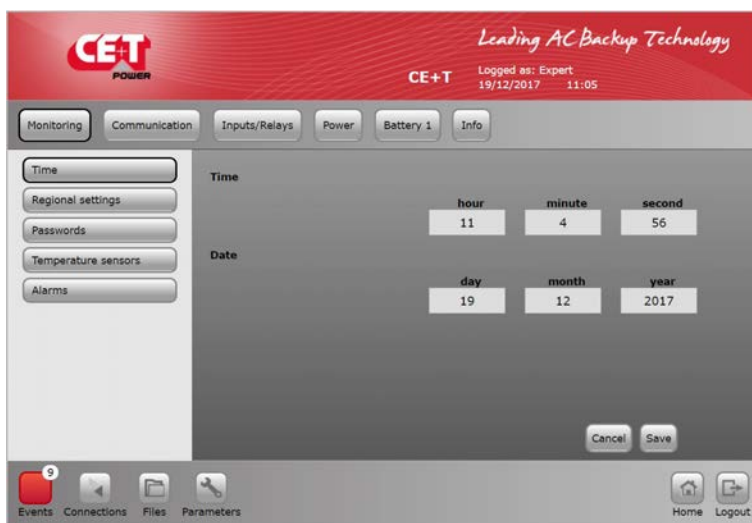 CE+T
POWER
Leading AC Backup Technology
CE+T
Logged as: Expert
19/12/2017 11:05
Monitoring Communication Inputs/Relays Power Battery 1 Info
Time
Regional settings
Passwords
Temperature sensors
Alarms
Time
hour minute second
11 4 56
Date
day month year
19 12 2017
Cancel Save
9
Events Connections Files Parameters Home Logout